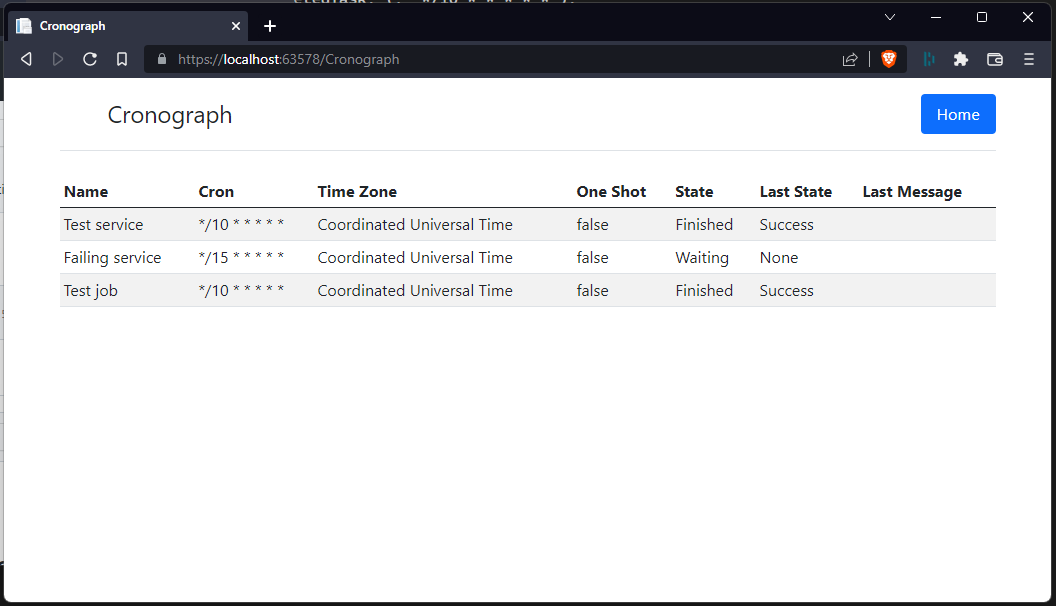 Cronograph
https://localhost:63578/Cronograph
Cronograph
Home
Name Cron Time Zone One Shot State Last State Last Message
Test service */10 * * * * * Coordinated Universal Time false Finished Success
Failing service */15 * * * * * Coordinated Universal Time false Waiting None
Test job */10 * * * * * Coordinated Universal Time false Finished Success